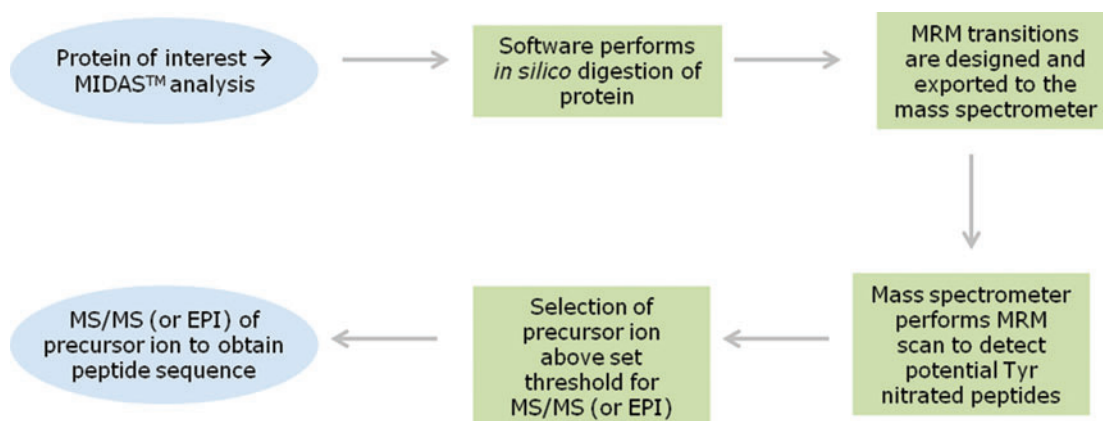 Protein of interest →
MIDAS™ analysis
Software performs
in silico digestion of
protein
MRM transitions
are designed and
exported to the
mass spectrometer
Mass spectrometer
performs MRM
scan to detect
potential Tyr
nitrated peptides
Selection of
precursor ion
above set
threshold for
MS/MS (or EPI)
MS/MS (or EPI) of
precursor ion to obtain
peptide sequence